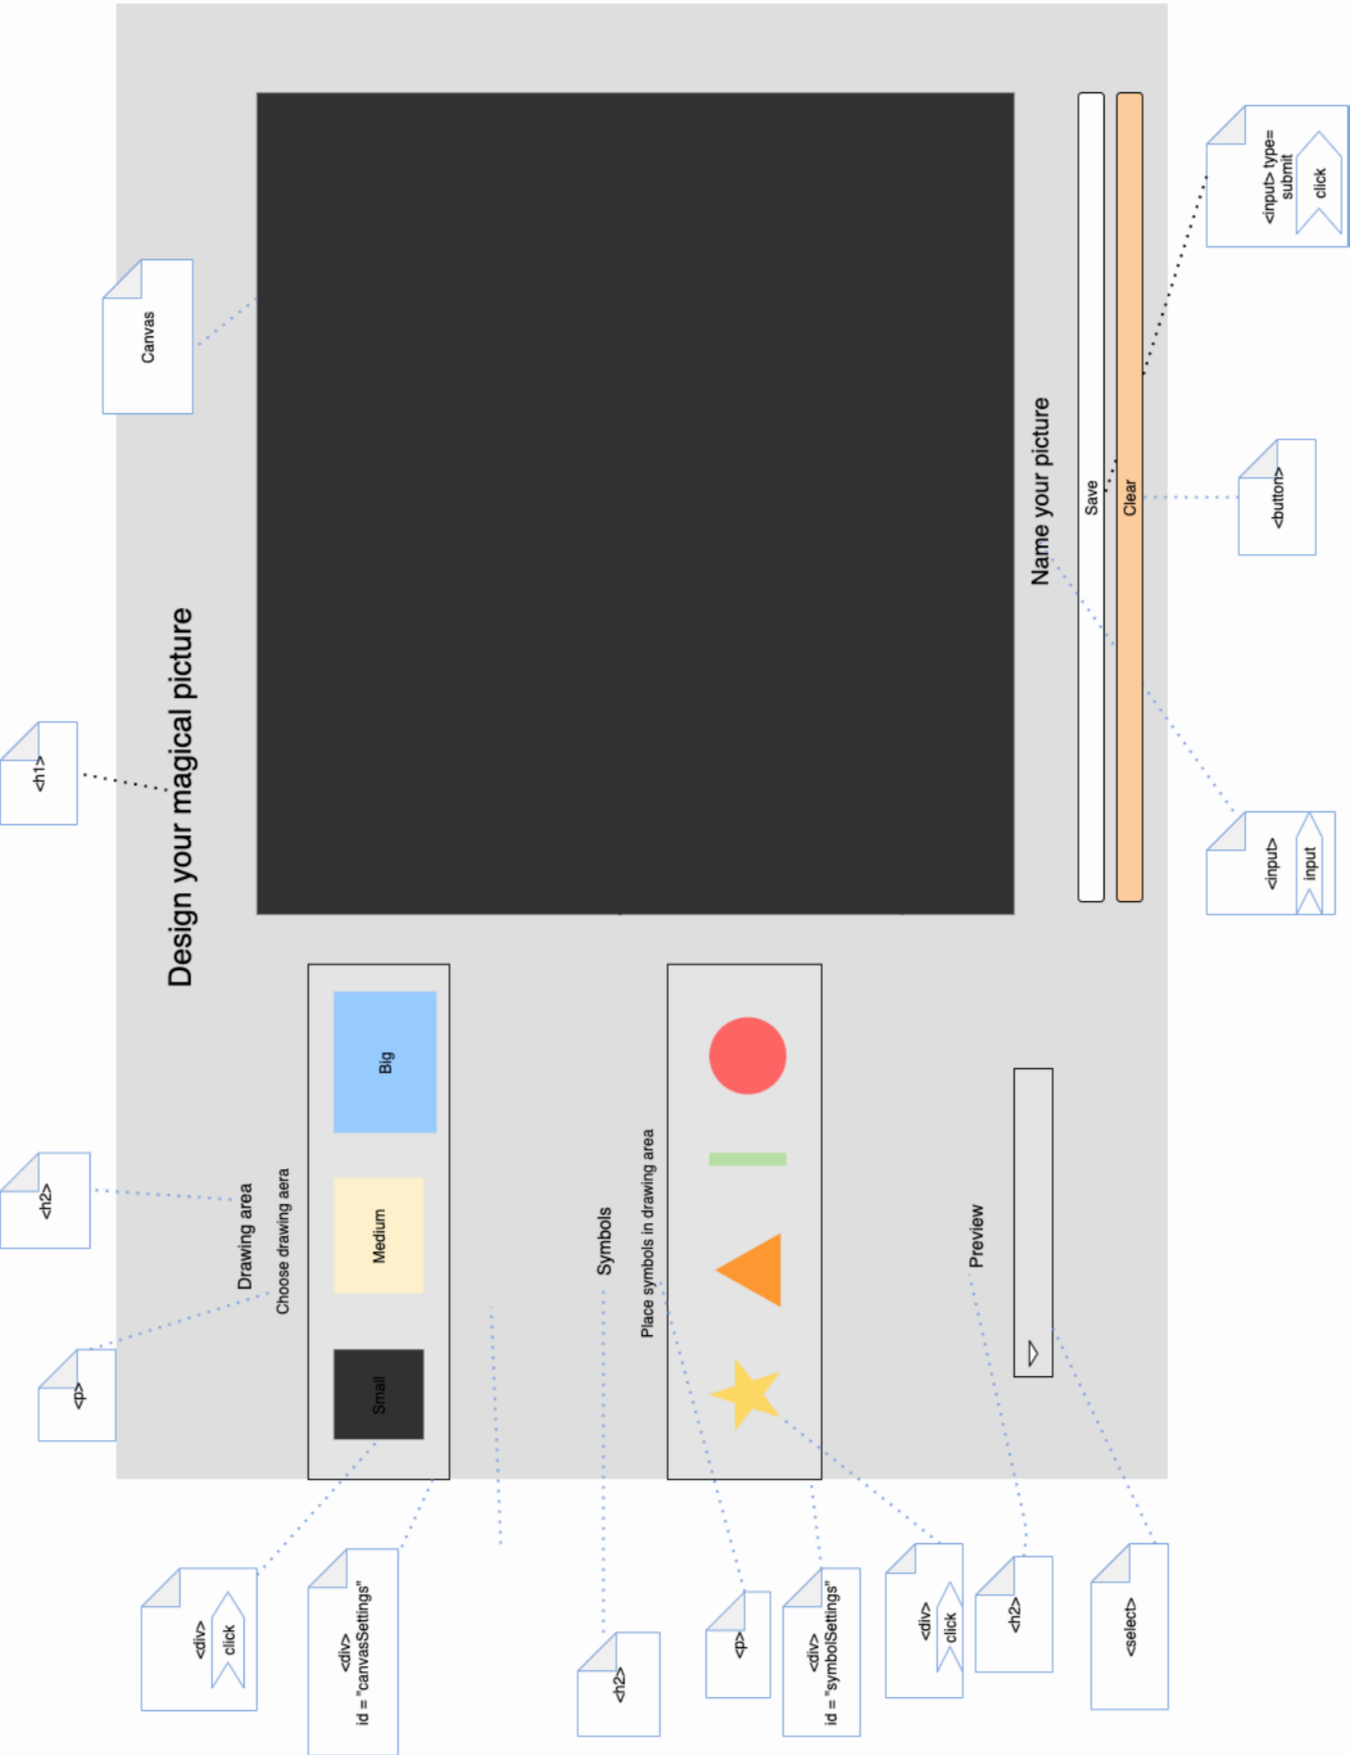 <h1>
<h2>
<p>
Canvas
Design your magical picture
Drawing area
Choose drawing aera
Small
Medium
Big
<div>
click
<div>
id = "canvasSettings"
Symbols
<h2>
Place symbols in drawing area
<p>
<div>
id = "symbolSettings"
<div>
click
Preview
<h2>
<select>
Name your picture
Save
Clear
<input>
input
<button>
<input> type=
submit
click